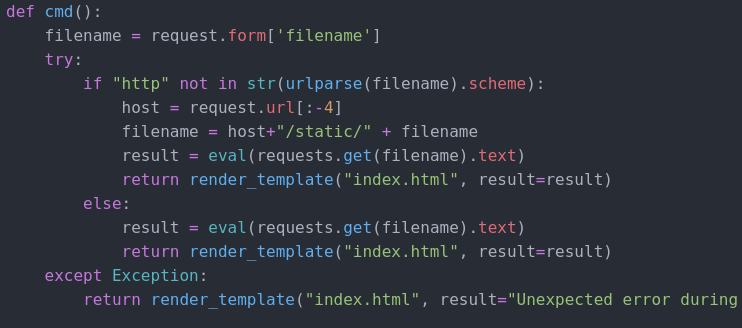 def cmd():
    filename = request.form['filename']
    try:
        if "http" not in str(urlparse(filename).scheme):
            host = request.url[:-4]
            filename = host+"/static/" + filename
            result = eval(requests.get(filename).text)
            return render_template("index.html", result=result)
        else:
            result = eval(requests.get(filename).text)
            return render_template("index.html", result=result)
    except Exception:
        return render_template("index.html", result="Unexpected error during